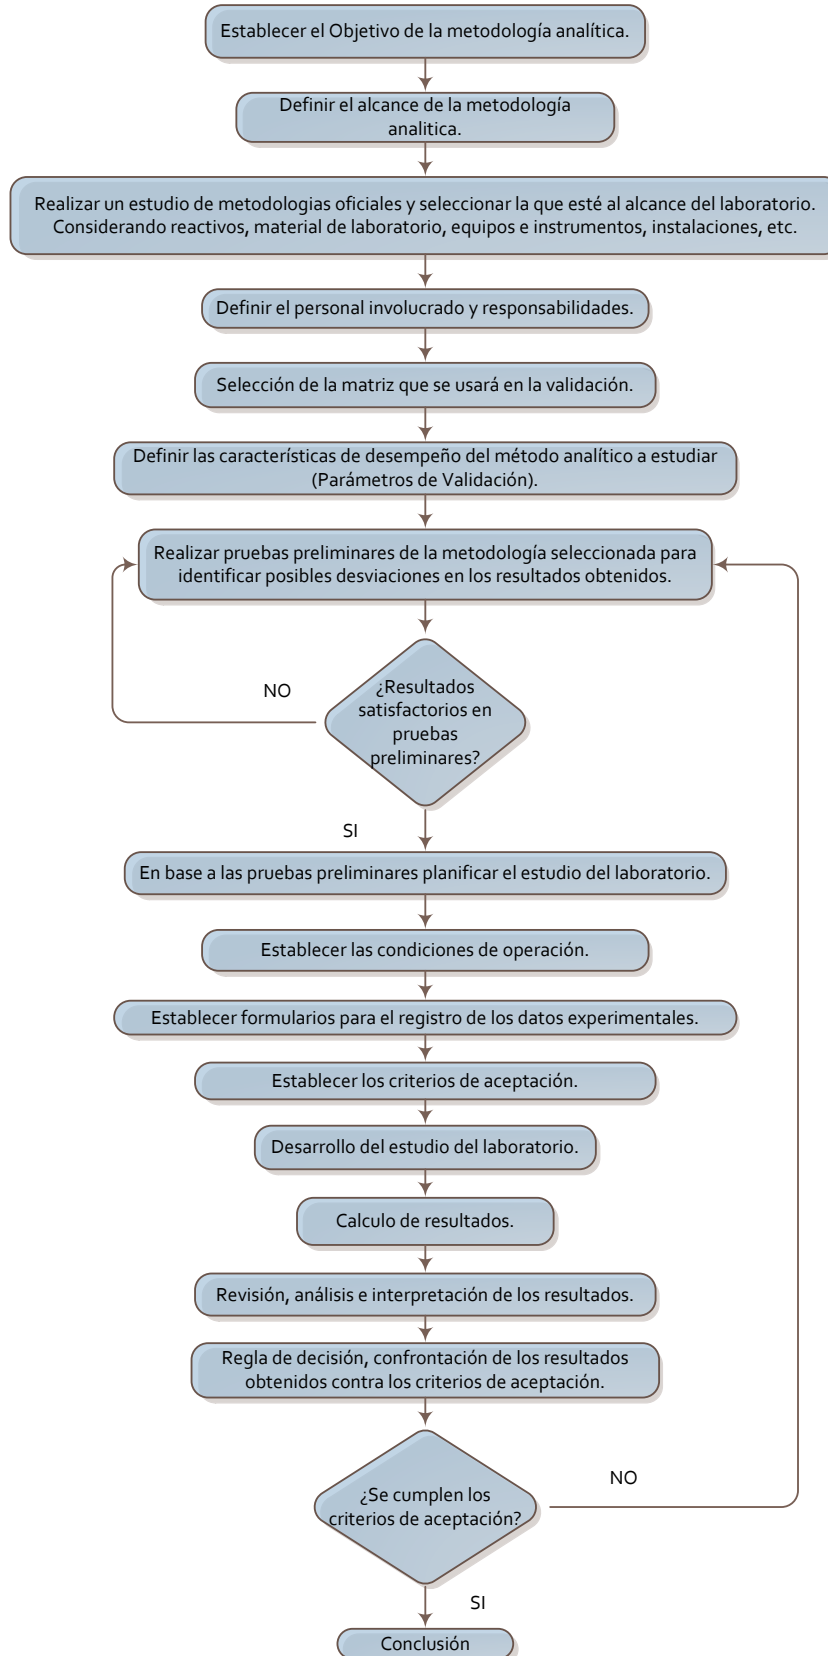 Establecer el Objetivo de la metodología analítica.
Definir el alcance de la metodología
analitica.
Realizar un estudio de metodologias oficiales y seleccionar la que esté al alcance del laboratorio.
Considerando reactivos, material de laboratorio, equipos e instrumentos, instalaciones, etc.
Definir el personal involucrado y responsabilidades.
Selección de la matriz que se usará en la validación.
Definir las características de desempeño del método analítico a estudiar
(Parámetros de Validación).
Realizar pruebas preliminares de la metodología seleccionada para
identificar posibles desviaciones en los resultados obtenidos.
NO
¿Resultados
satisfactorios en
pruebas
preliminares?
SI
En base a las pruebas preliminares planificar el estudio del laboratorio.
Establecer las condiciones de operación.
Establecer formularios para el registro de los datos experimentales.
Establecer los criterios de aceptación.
Desarrollo del estudio del laboratorio.
Calculo de resultados.
Revisión, análisis e interpretación de los resultados.
Regla de decisión, confrontación de los resultados
obtenidos contra los criterios de aceptación.
NO
¿Se cumplen los
criterios de aceptación?
SI
Conclusión